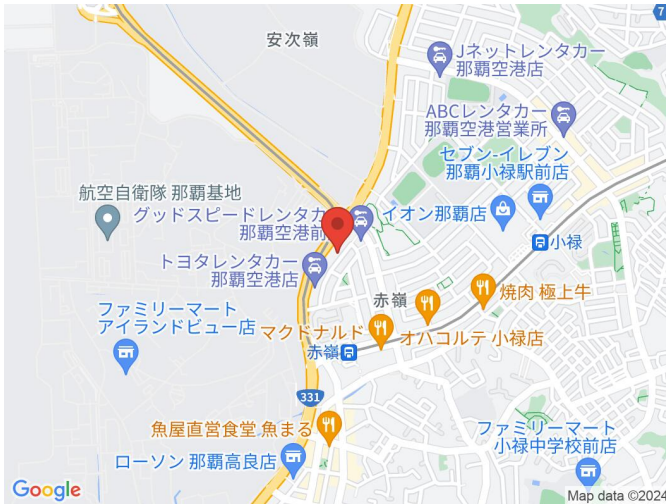 安次嶺
7
Jネットレンタカー
那覇空港店
ABCレンタカー
那覇空港営業所
セブン-イレブン
那覇小禄駅前店
航空自衛隊 那覇基地
グッドスピードレンタカ
那覇空港前
イオン那覇店
小禄
トヨタレンタカー
那覇空港店
赤嶺
焼肉 極上牛
ファミリーマート
アイランドビュー店
マクドナルド
オハコルテ 小禄店
赤嶺
331
魚屋直営食堂 魚まる
ローソン 那覇高良店
ファミリーマート
小禄中学校前店
Google
Map data ©2024